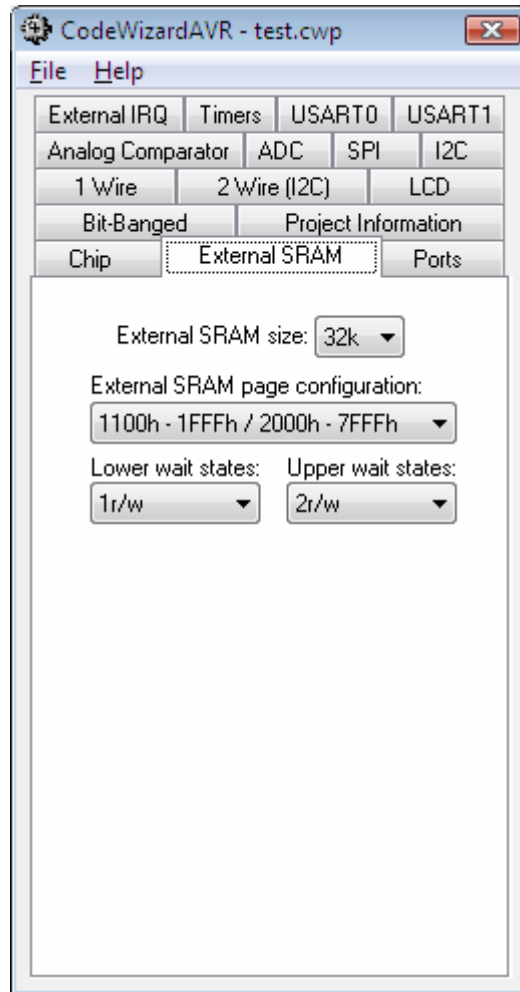 CodeWizardAVR - test.cwp
File Help
External IRQ Timers USART0 USART1
Analog Comparator ADC SPI I2C
1 Wire 2 Wire (I2C) LCD
Bit-Banged Project Information
Chip External SRAM Ports
External SRAM size: 32k
External SRAM page configuration:
1100h - 1FFFh / 2000h - 7FFFh
Lower wait states: Upper wait states:
1r/w 2r/w